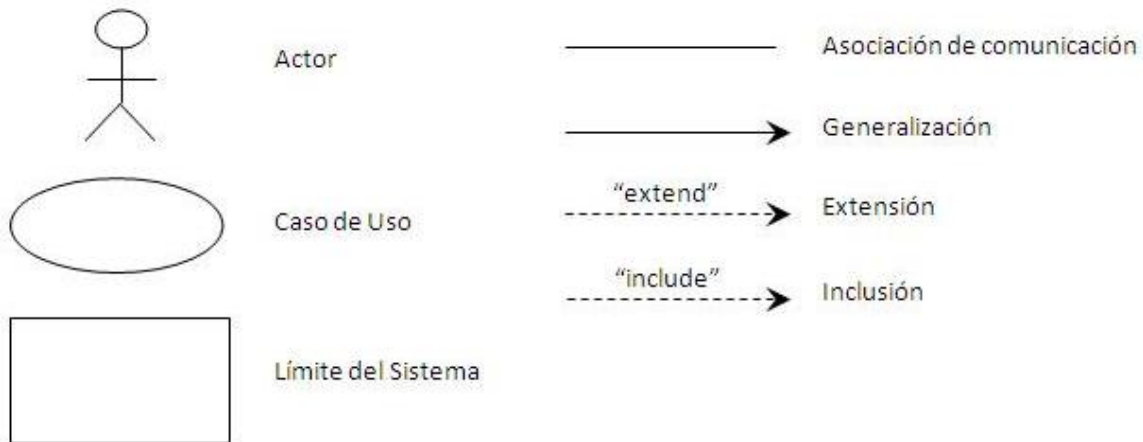 Actor
Asociación de comunicación
Generalización
Caso de Uso
“extend”
Extensión
“include”
Inclusión
Límite del Sistema